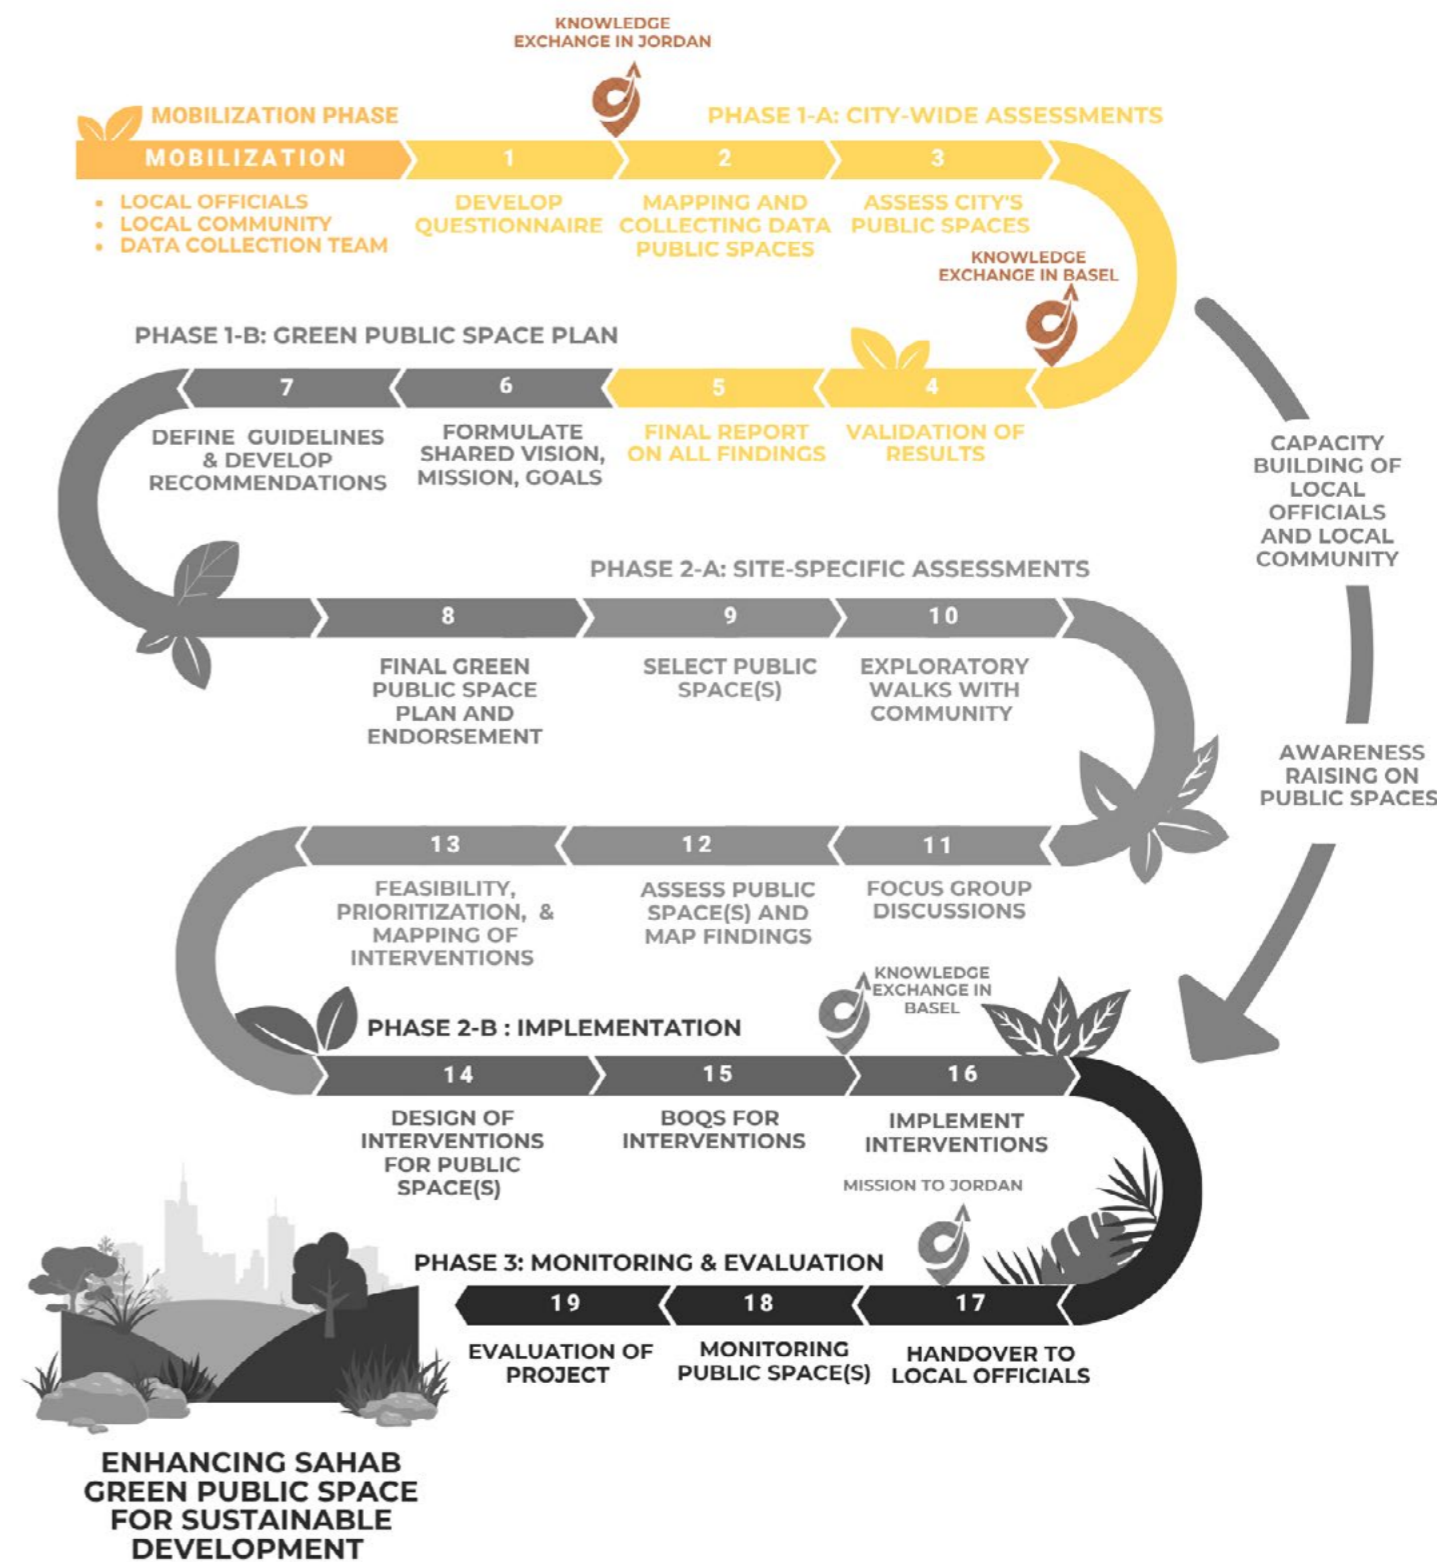 KNOWLEDGE
EXCHANGE IN JORDAN
MOBILIZATION PHASE
PHASE 1-A: CITY-WIDE ASSESSMENTS
MOBILIZATION
1
2
3
• LOCAL OFFICIALS
• LOCAL COMMUNITY
• DATA COLLECTION TEAM
DEVELOP
QUESTIONNAIRE
MAPPING AND
COLLECTING DATA
PUBLIC SPACES
ASSESS CITY'S
PUBLIC SPACES
KNOWLEDGE
EXCHANGE IN BASEL
PHASE 1-B: GREEN PUBLIC SPACE PLAN
7
6
5
4
DEFINE GUIDELINES
& DEVELOP
RECOMMENDATIONS
FORMULATE
SHARED VISION,
MISSION, GOALS
FINAL REPORT
ON ALL FINDINGS
VALIDATION OF
RESULTS
CAPACITY
BUILDING OF
LOCAL
OFFICIALS
AND LOCAL
COMMUNITY
PHASE 2-A: SITE-SPECIFIC ASSESSMENTS
8
9
10
FINAL GREEN
PUBLIC SPACE
PLAN AND
ENDORSEMENT
SELECT PUBLIC
SPACE(S)
EXPLORATORY
WALKS WITH
COMMUNITY
AWARENESS
RAISING ON
PUBLIC SPACES
13
12
11
FEASIBILITY,
PRIORITIZATION, &
MAPPING OF
INTERVENTIONS
ASSESS PUBLIC
SPACE(S) AND
MAP FINDINGS
FOCUS GROUP
DISCUSSIONS
KNOWLEDGE
EXCHANGE IN
BASEL
PHASE 2-B : IMPLEMENTATION
14
15
16
DESIGN OF
INTERVENTIONS
FOR PUBLIC
SPACE(S)
BOQS FOR
INTERVENTIONS
IMPLEMENT
INTERVENTIONS
MISSION TO JORDAN
PHASE 3: MONITORING & EVALUATION
19
18
17
EVALUATION OF
PROJECT
MONITORING
PUBLIC SPACE(S)
HANDOVER TO
LOCAL OFFICIALS
ENHANCING SAHAB
GREEN PUBLIC SPACE
FOR SUSTAINABLE
DEVELOPMENT